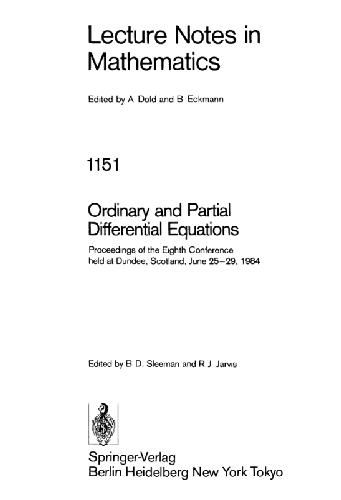 Lecture Notes in
Mathematics
Edited by A. Dold and B. Eckmann
1151
Ordinary and Partial
Differential Equations
Proceedings of the Eighth Conference
held at Dundee, Scotland, June 25–29, 1984
Edited by B. D. Sleeman and R. J. Jarvis
Springer-Verlag
Berlin Heidelberg New York Tokyo